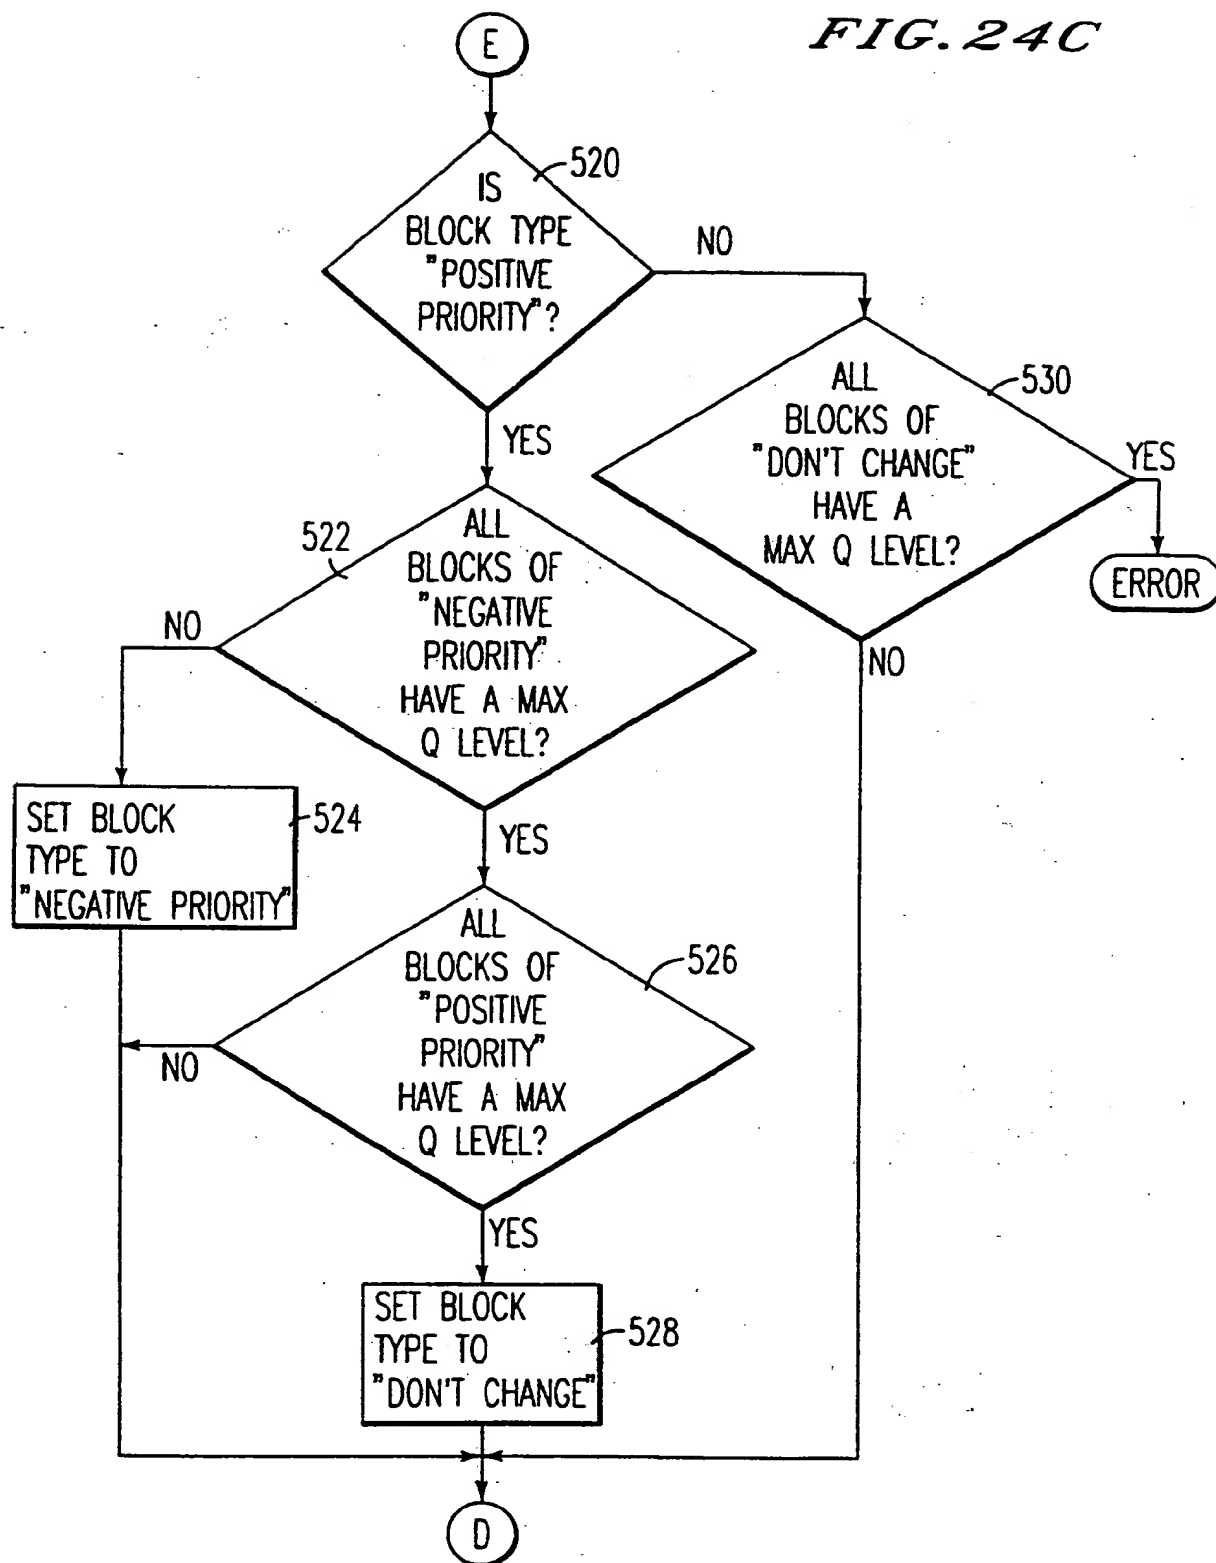 FIG. 24C
E
520
IS
BLOCK TYPE
"POSITIVE
PRIORITY"?
NO
YES
530
ALL
BLOCKS OF
"DON'T CHANGE"
HAVE A
MAX Q LEVEL?
YES
ERROR
NO
522
ALL
BLOCKS OF
"NEGATIVE
PRIORITY"
HAVE A MAX
Q LEVEL?
NO
YES
SET BLOCK
TYPE TO
"NEGATIVE PRIORITY"
524
526
ALL
BLOCKS OF
"POSITIVE
PRIORITY"
HAVE A MAX
Q LEVEL?
NO
YES
SET BLOCK
TYPE TO
"DON'T CHANGE"
528
D